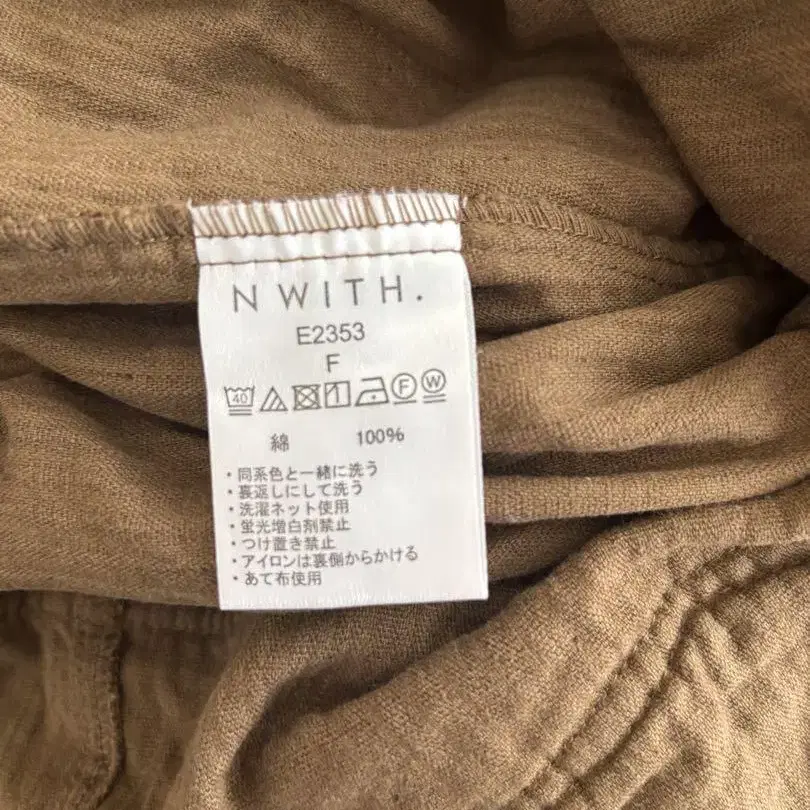 N WITH.
E2353
F
40 F W
綿 100%
・同系色と一緒に洗う
・裏返しにして洗う
・洗濯ネット使用
・蛍光増白剤禁止
・つけ置き禁止
・アイロンは裏側からかける
・あて布使用